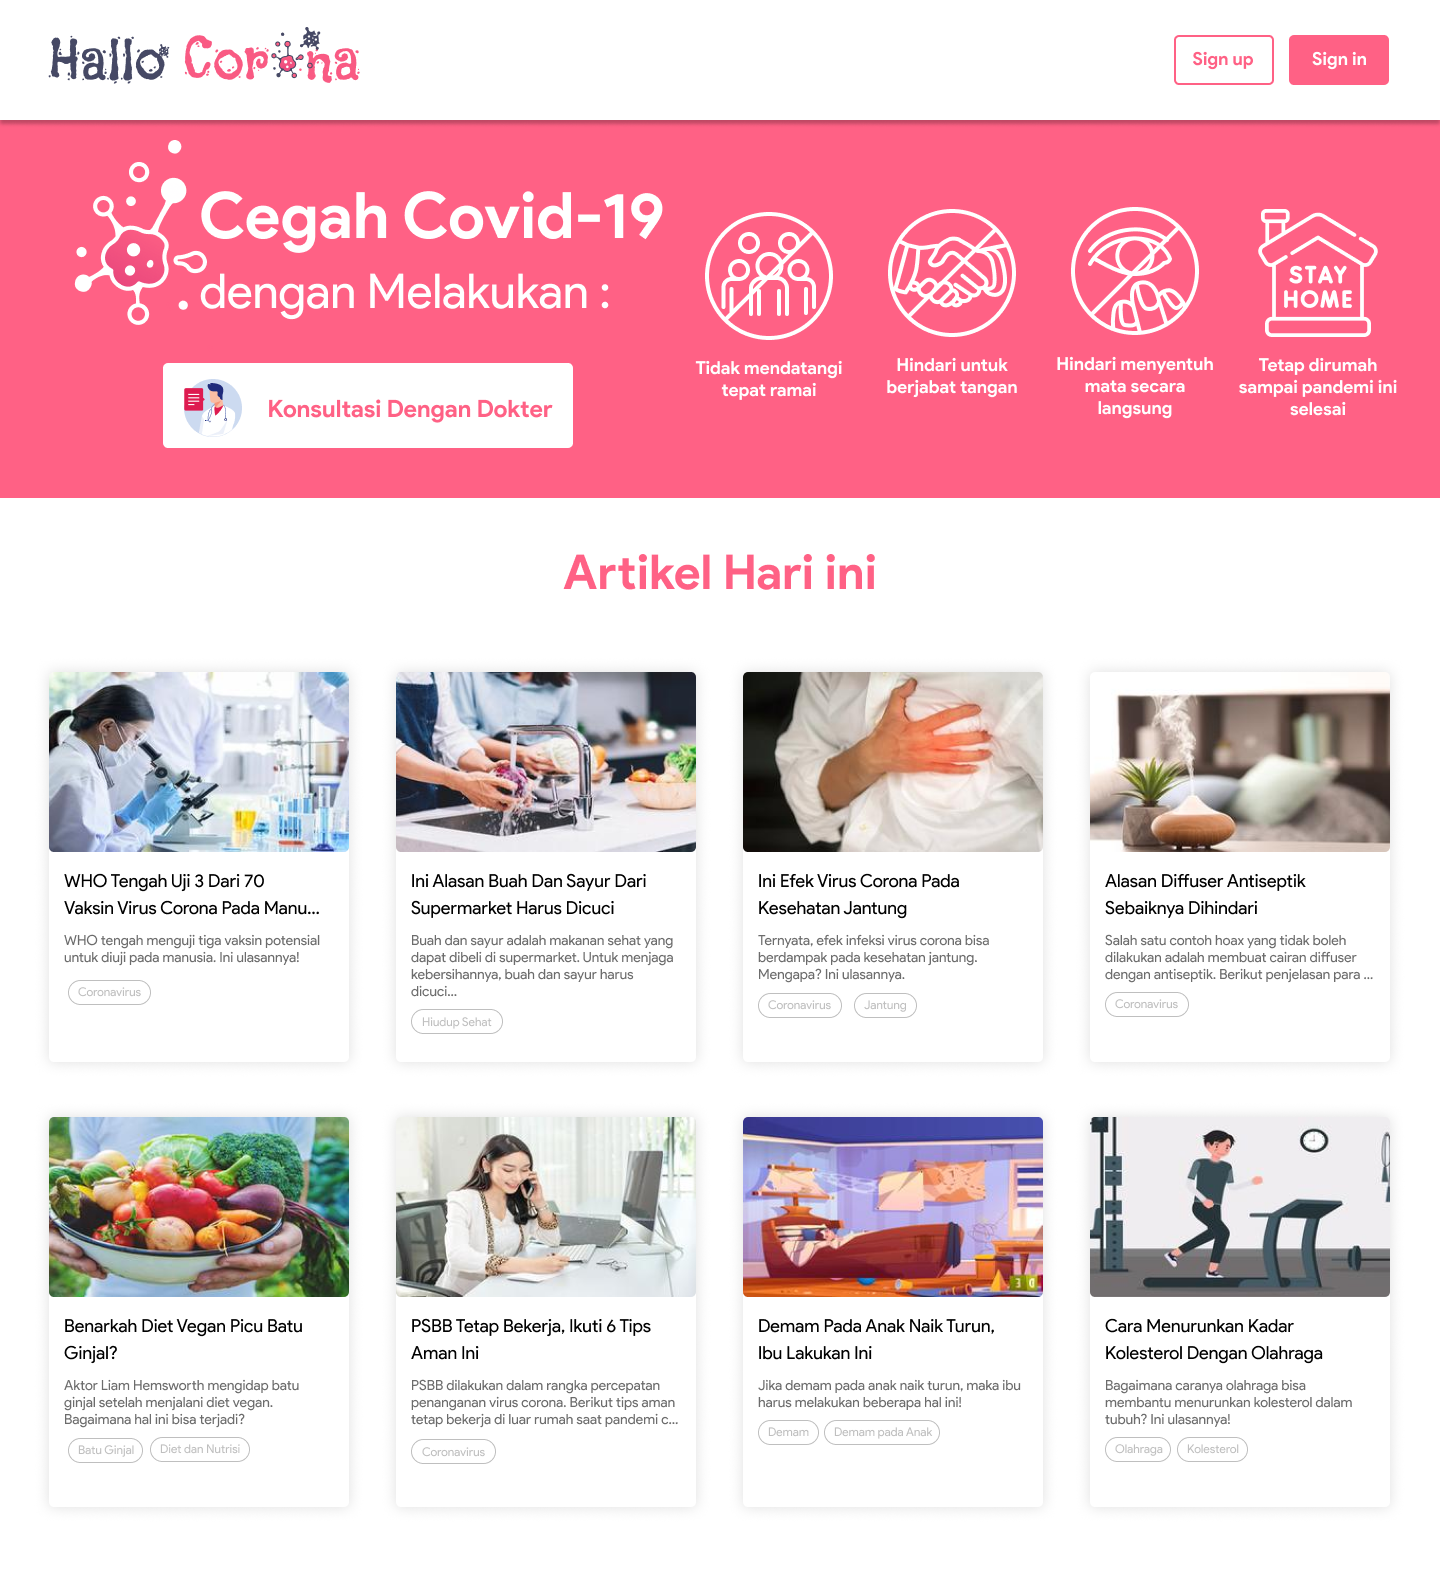 Hallo Corona
Sign up
Sign in
Cegah Covid-19
dengan Melakukan :
Konsultasi Dengan Dokter
Tidak mendatangi
tepat ramai
Hindari untuk
berjabat tangan
Hindari menyentuh
mata secara
langsung
STAY
HOME
Tetap dirumah
sampai pandemi ini
selesai
Artikel Hari ini
WHO Tengah Uji 3 Dari 70
Vaksin Virus Corona Pada Manu...
WHO tengah menguji tiga vaksin potensial
untuk diuji pada manusia. Ini ulasannya!
Coronavirus
Ini Alasan Buah Dan Sayur Dari
Supermarket Harus Dicuci
Buah dan sayur adalah makanan sehat yang
dapat dibeli di supermarket. Untuk menjaga
kebersihannya, buah dan sayur harus
dicuci...
Hiudup Sehat
Ini Efek Virus Corona Pada
Kesehatan Jantung
Ternyata, efek infeksi virus corona bisa
berdampak pada kesehatan jantung.
Mengapa? Ini ulasannya.
Coronavirus
Jantung
Alasan Diffuser Antiseptik
Sebaiknya Dihindari
Salah satu contoh hoax yang tidak boleh
dilakukan adalah membuat cairan diffuser
dengan antiseptik. Berikut penjelasan para ...
Coronavirus
Benarkah Diet Vegan Picu Batu
Ginjal?
Aktor Liam Hemsworth mengidap batu
ginjal setelah menjalani diet vegan.
Bagaimana hal ini bisa terjadi?
Batu Ginjal
Diet dan Nutrisi
PSBB Tetap Bekerja, Ikuti 6 Tips
Aman Ini
PSBB dilakukan dalam rangka percepatan
penanganan virus corona. Berikut tips aman
tetap bekerja di luar rumah saat pandemi c...
Coronavirus
3 0
Demam Pada Anak Naik Turun,
Ibu Lakukan Ini
Jika demam pada anak naik turun, maka ibu
harus melakukan beberapa hal ini!
Demam
Demam pada Anak
Cara Menurunkan Kadar
Kolesterol Dengan Olahraga
Bagaimana caranya olahraga bisa
membantu menurunkan kolesterol dalam
tubuh? Ini ulasannya!
Olahraga
Kolesterol